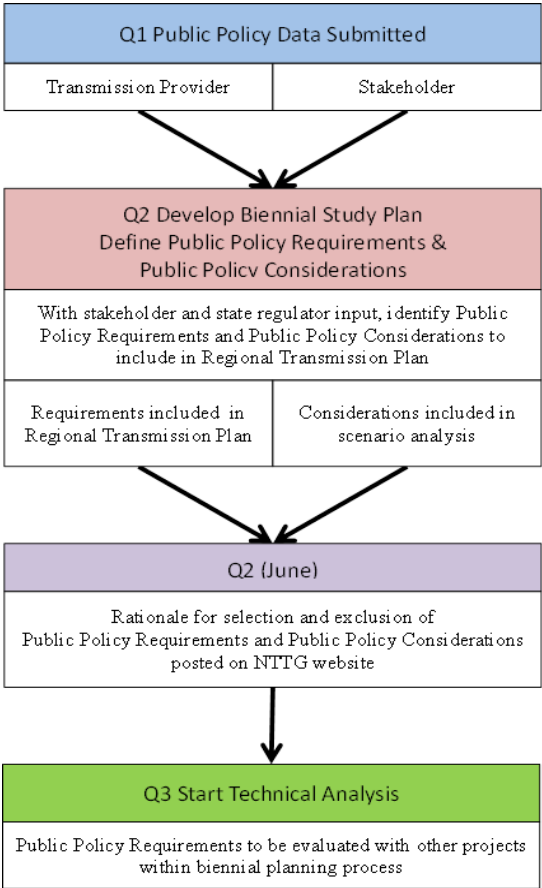 Q1 Public Policy Data Submitted
Transmission Provider
Stakeholder
Q2 Develop Biennial Study Plan
Define Public Policy Requirements &
Public Policy Considerations
With stakeholder and state regulator input, identify Public
Policy Requirements and Public Policy Considerations to
include in Regional Transmission Plan
Requirements included in
Regional Transmission Plan
Considerations included in
scenario analysis
Q2 (June)
Rationale for selection and exclusion of
Public Policy Requirements and Public Policy Considerations
posted on NTTG website
Q3 Start Technical Analysis
Public Policy Requirements to be evaluated with other projects
within biennial planning process